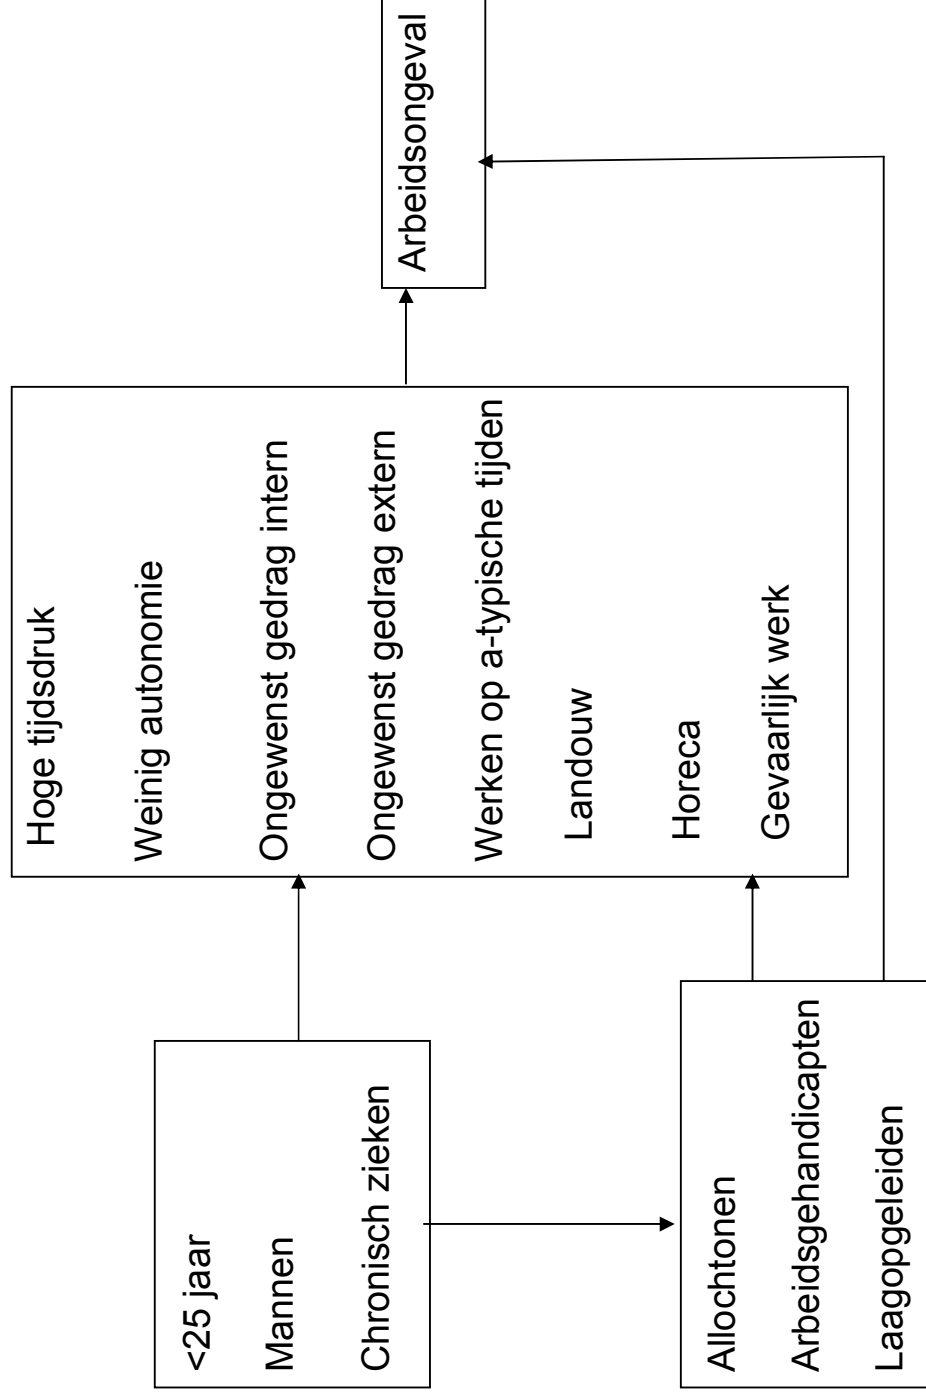 <25 jaar
Mannen
Chronisch zieken
Allochtonen
Arbeidsgehandicapten
Laagopgeleiden
Hoge tijdsdruk
Weinig autonomie
Ongewenst gedrag intern
Ongewenst gedrag extern
Werken op a-typische tijden
Landouw
Horeca
Gevaarlijk werk
Arbeidsongeval